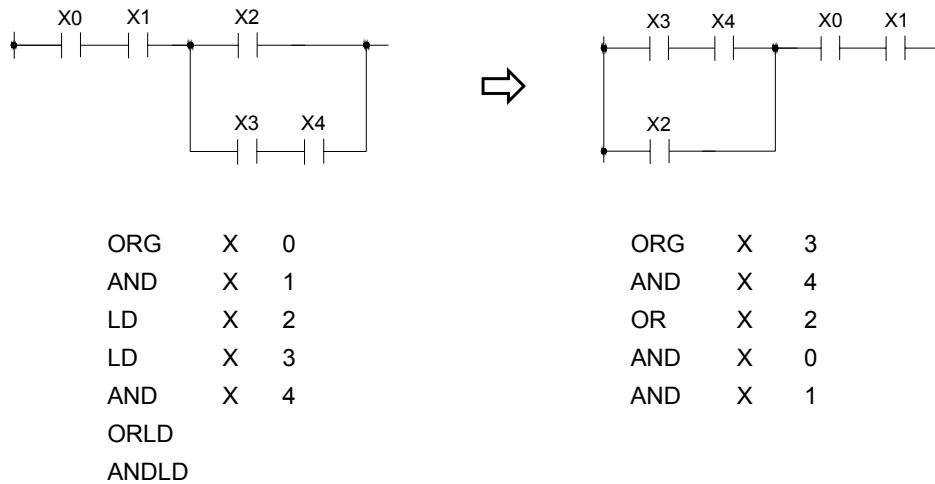 X0 X1 X2
X3 X4
X3 X4 X0 X1
X2
ORG X 0
AND X 1
LD X 2
LD X 3
AND X 4
ORLD
ANDLD
ORG X 3
AND X 4
OR X 2
AND X 0
AND X 1